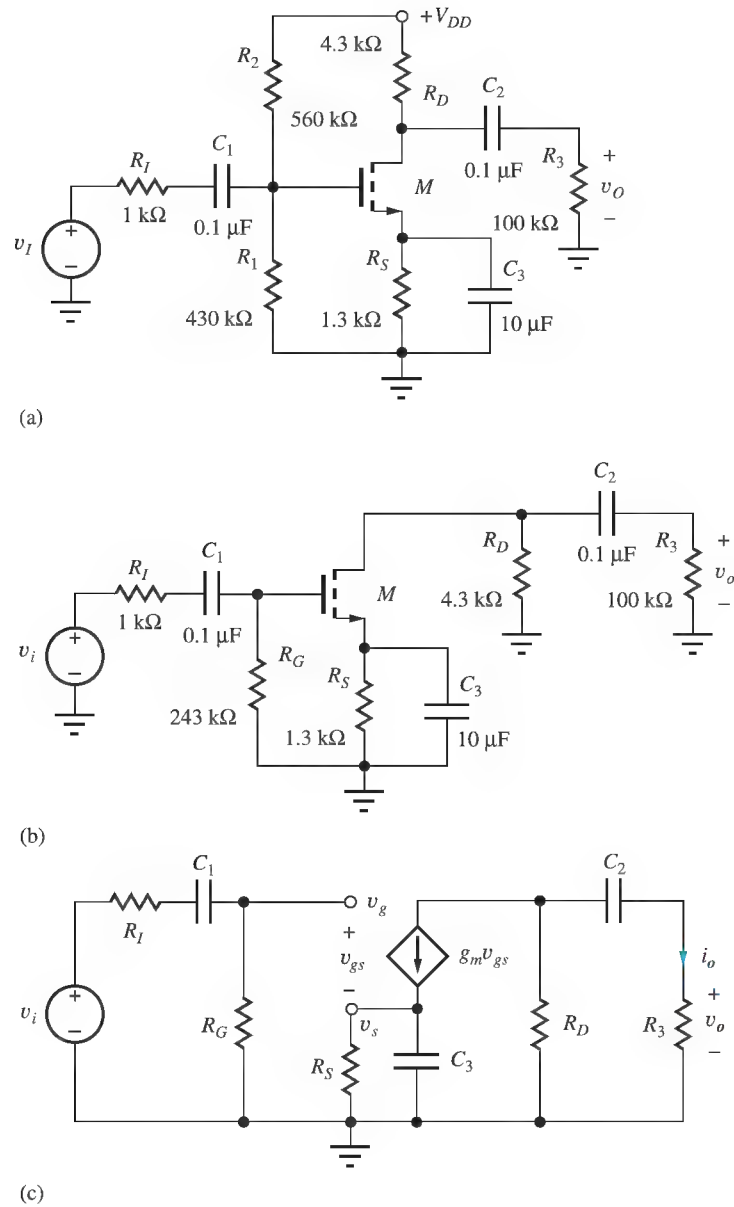 +V_DD
4.3 kΩ
R_2
R_D
C_2
560 kΩ
C_1
R_I
R_3
+
M
0.1 µF
v_O
1 kΩ
0.1 µF
−
100 kΩ
+
v_I
−
R_1
R_S
C_3
430 kΩ
1.3 kΩ
10 µF
(a)
C_2
R_D
R_3
+
C_1
0.1 µF
R_I
v_o
M
4.3 kΩ
100 kΩ
−
1 kΩ
0.1 µF
+
v_i
−
R_G
R_S
C_3
243 kΩ
1.3 kΩ
10 µF
(b)
C_1
C_2
v_g
R_I
+
v_gs
g_m v_gs
i_o
−
+
v_i
−
+
R_G
v_s
R_D
R_3
v_o
−
R_S
C_3
(c)